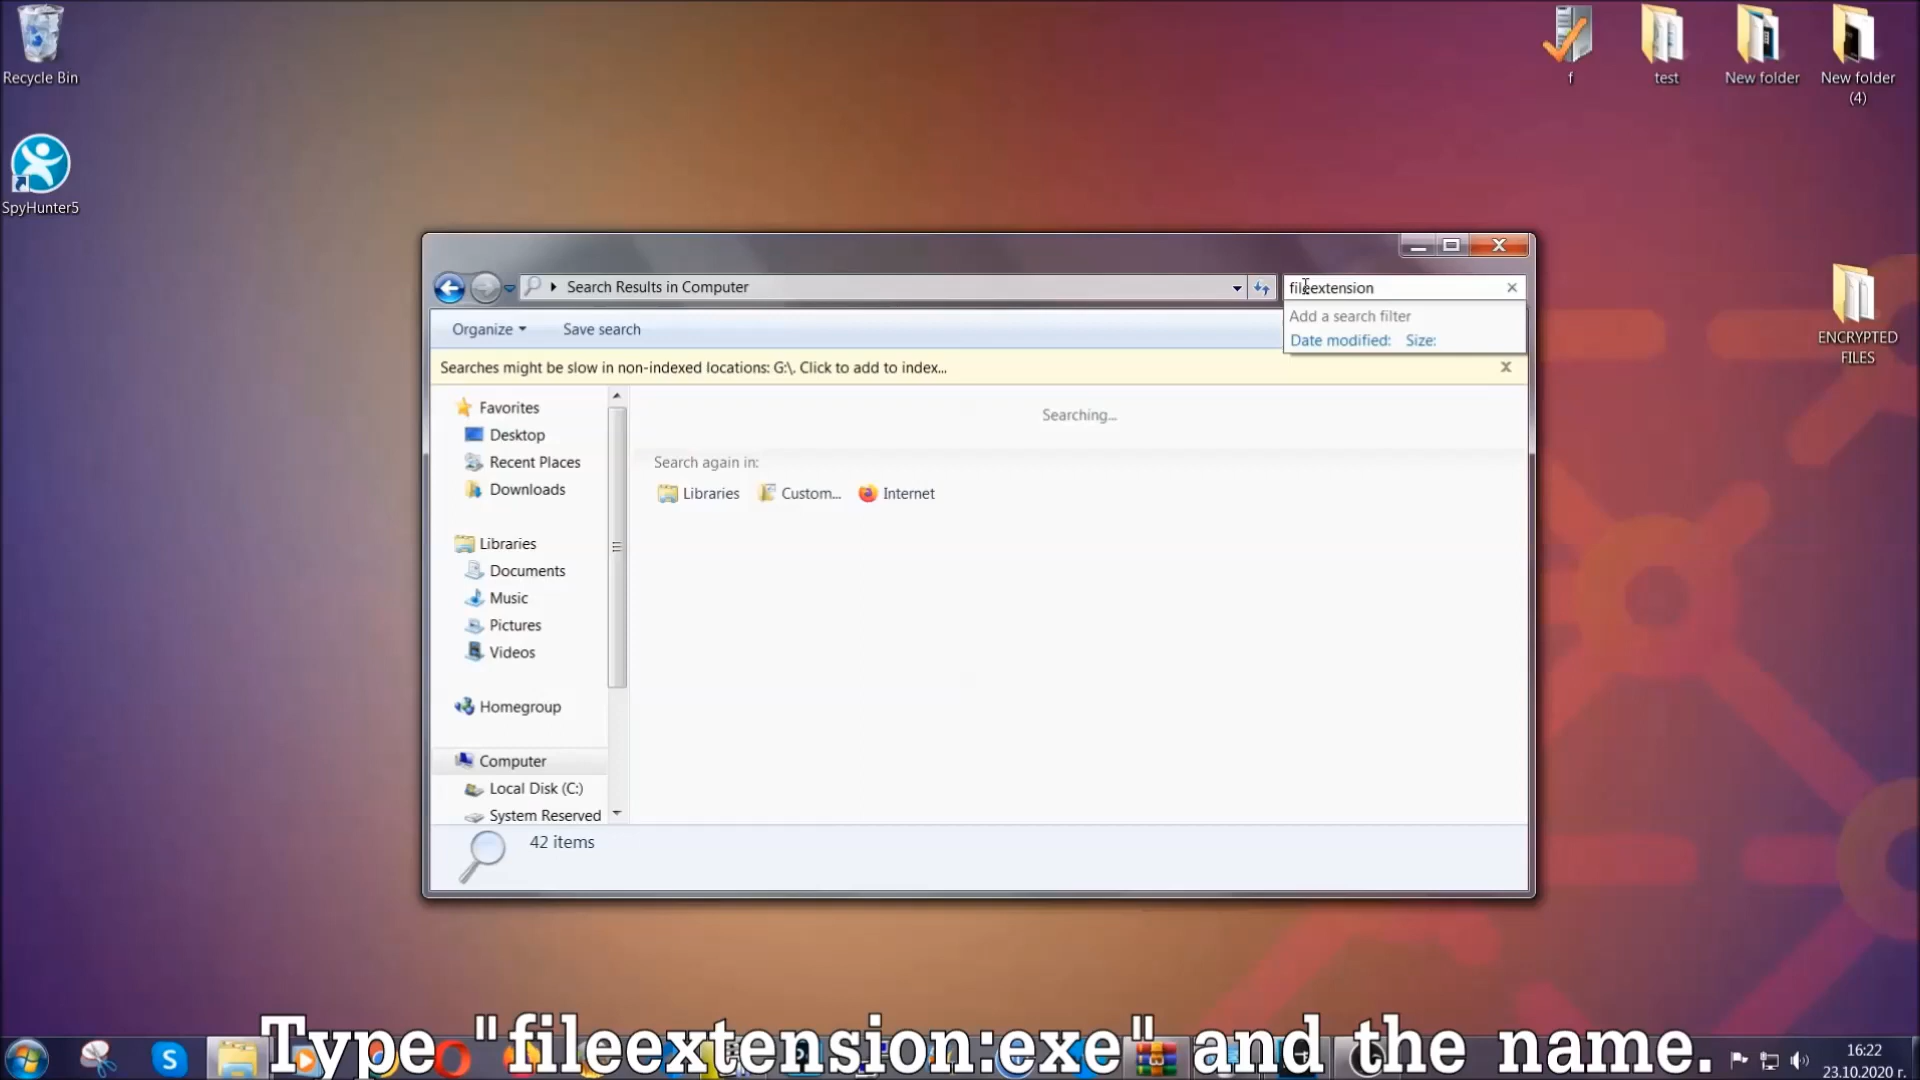 Recycle Bin
f
test
New folder
New folder
(4)
SpyHunter5
Search Results in Computer
fileextension
Add a search filter
Date modified: Size:
Organize
Save search
Searches might be slow in non-indexed locations: G:\. Click to add to index...
ENCRYPTED
FILES
Favorites
Desktop
Recent Places
Downloads
Libraries
Documents
Music
Pictures
Videos
Homegroup
Computer
Local Disk (C:)
System Reserved
Searching...
Search again in:
Libraries
Custom...
Internet
42 items
Type "fileextension:exe" and the name.
16:22
23.10.2020 г.